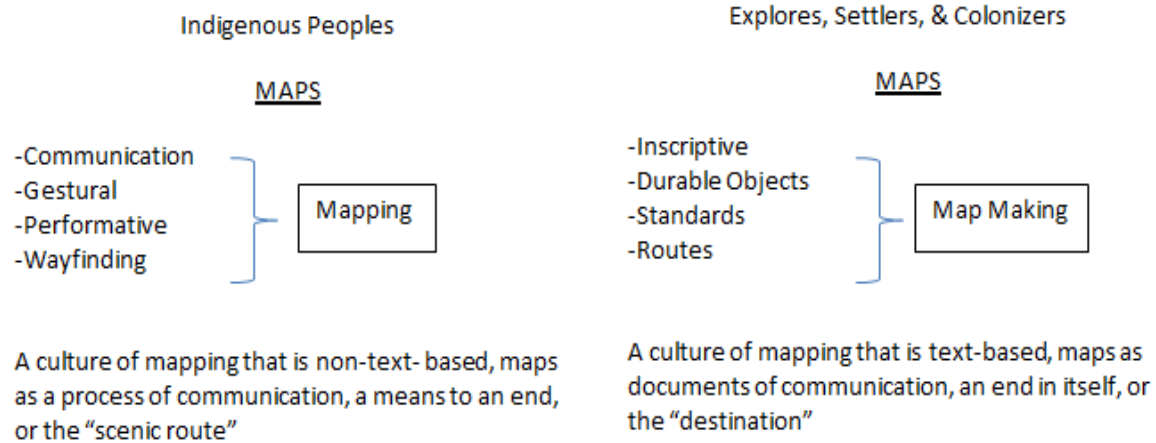 Indigenous Peoples
MAPS
-Communication
-Gestural
-Performative
-Wayfinding
Mapping
A culture of mapping that is non-text- based, maps
as a process of communication, a means to an end,
or the “scenic route”
Explores, Settlers, & Colonizers
MAPS
-Inscriptive
-Durable Objects
-Standards
-Routes
Map Making
A culture of mapping that is text-based, maps as
documents of communication, an end in itself, or
the “destination”